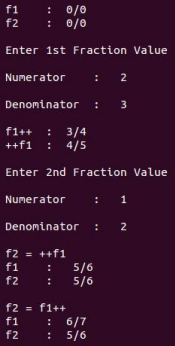 f1 : 0/0
f2 : 0/0
Enter 1st Fraction Value
Numerator : 2
Denominator : 3
f1++ : 3/4
++f1 : 4/5
Enter 2nd Fraction Value
Numerator : 1
Denominator : 2
f2 = ++f1
f1 : 5/6
f2 : 5/6
f2 = f1++
f1 : 6/7
f2 : 5/6